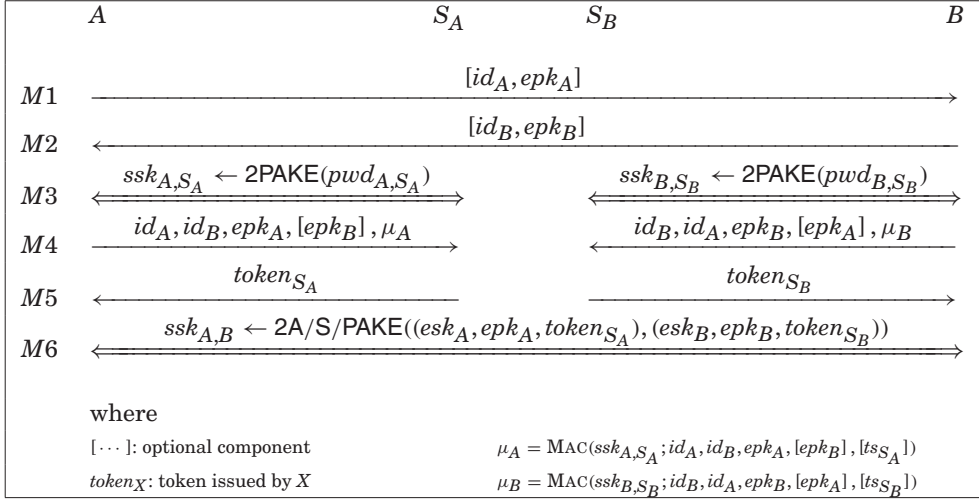 A S_A S_B B
M1 [id_A, epk_A]
M2 [id_B, epk_B]
ssk_{A,S_A} ← 2PAKE(pwd_{A,S_A}) ssk_{B,S_B} ← 2PAKE(pwd_{B,S_B})
M3
id_A, id_B, epk_A, [epk_B], μ_A id_B, id_A, epk_B, [epk_A], μ_B
M4
token_{S_A} token_{S_B}
M5
ssk_{A,B} ← 2A/S/PAKE((esk_A, epk_A, token_{S_A}), (esk_B, epk_B, token_{S_B}))
M6
where
[···]: optional component μ_A = MAC(ssk_{A,S_A}; id_A, id_B, epk_A, [epk_B], [ts_{S_A}])
token_X: token issued by X μ_B = MAC(ssk_{B,S_B}; id_B, id_A, epk_B, [epk_A], [ts_{S_B}])